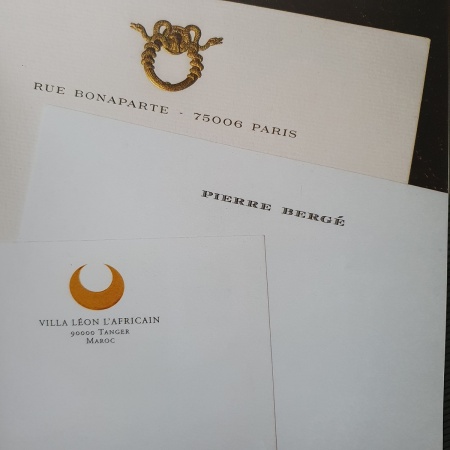 RUE BONAPARTE - 75006 PARIS
PIERRE BERGÉ
VILLA LÉON L'AFRICAIN
90000 TANGER
MAROC